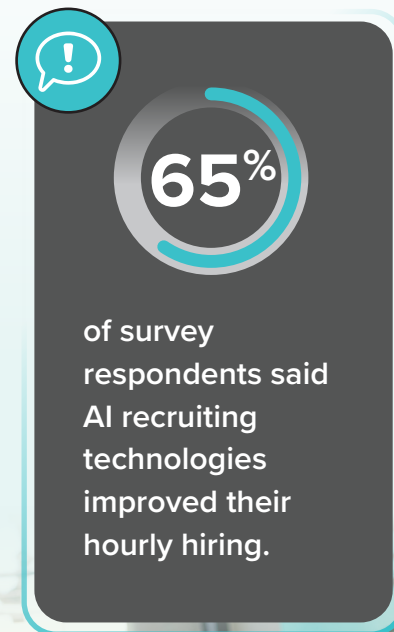 !
65%
of survey
respondents said
AI recruiting
technologies
improved their
hourly hiring.